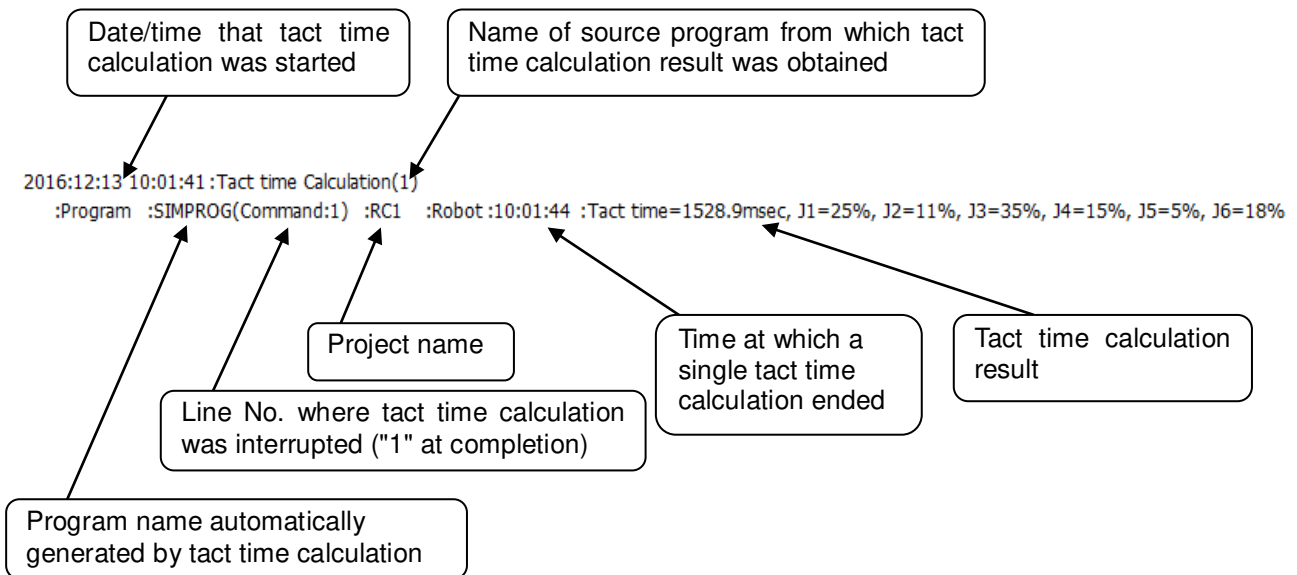 Date/time that tact time
calculation was started
Name of source program from which tact
time calculation result was obtained
2016:12:13 10:01:41 :Tact time Calculation(1)
:Program :SIMPROG(Command:1) :RC1 :Robot :10:01:44 :Tact time=1528.9msec, J1=25%, J2=11%, J3=35%, J4=15%, J5=5%, J6=18%
Project name
Time at which a
single tact time
calculation ended
Tact time calculation
result
Line No. where tact time calculation
was interrupted ("1" at completion)
Program name automatically
generated by tact time calculation